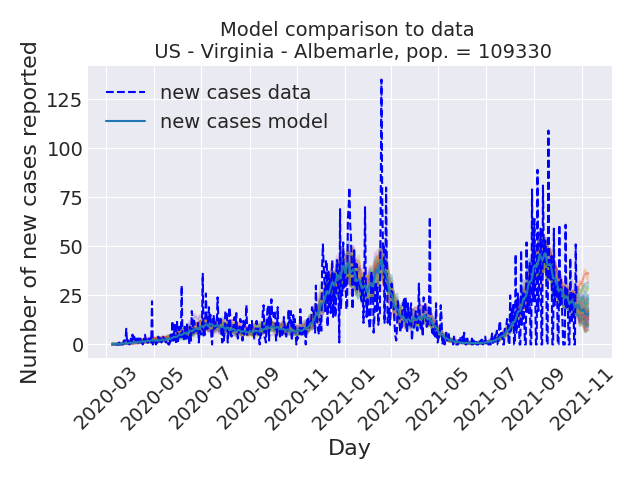 Model comparison to data
US - Virginia - Albemarle, pop. = 109330
Number of new cases reported
125
100
75
50
25
0
new cases data
new cases model
2020-03
2020-05
2020-07
2020-09
2020-11
2021-01
2021-03
2021-05
2021-07
2021-09
2021-11
Day